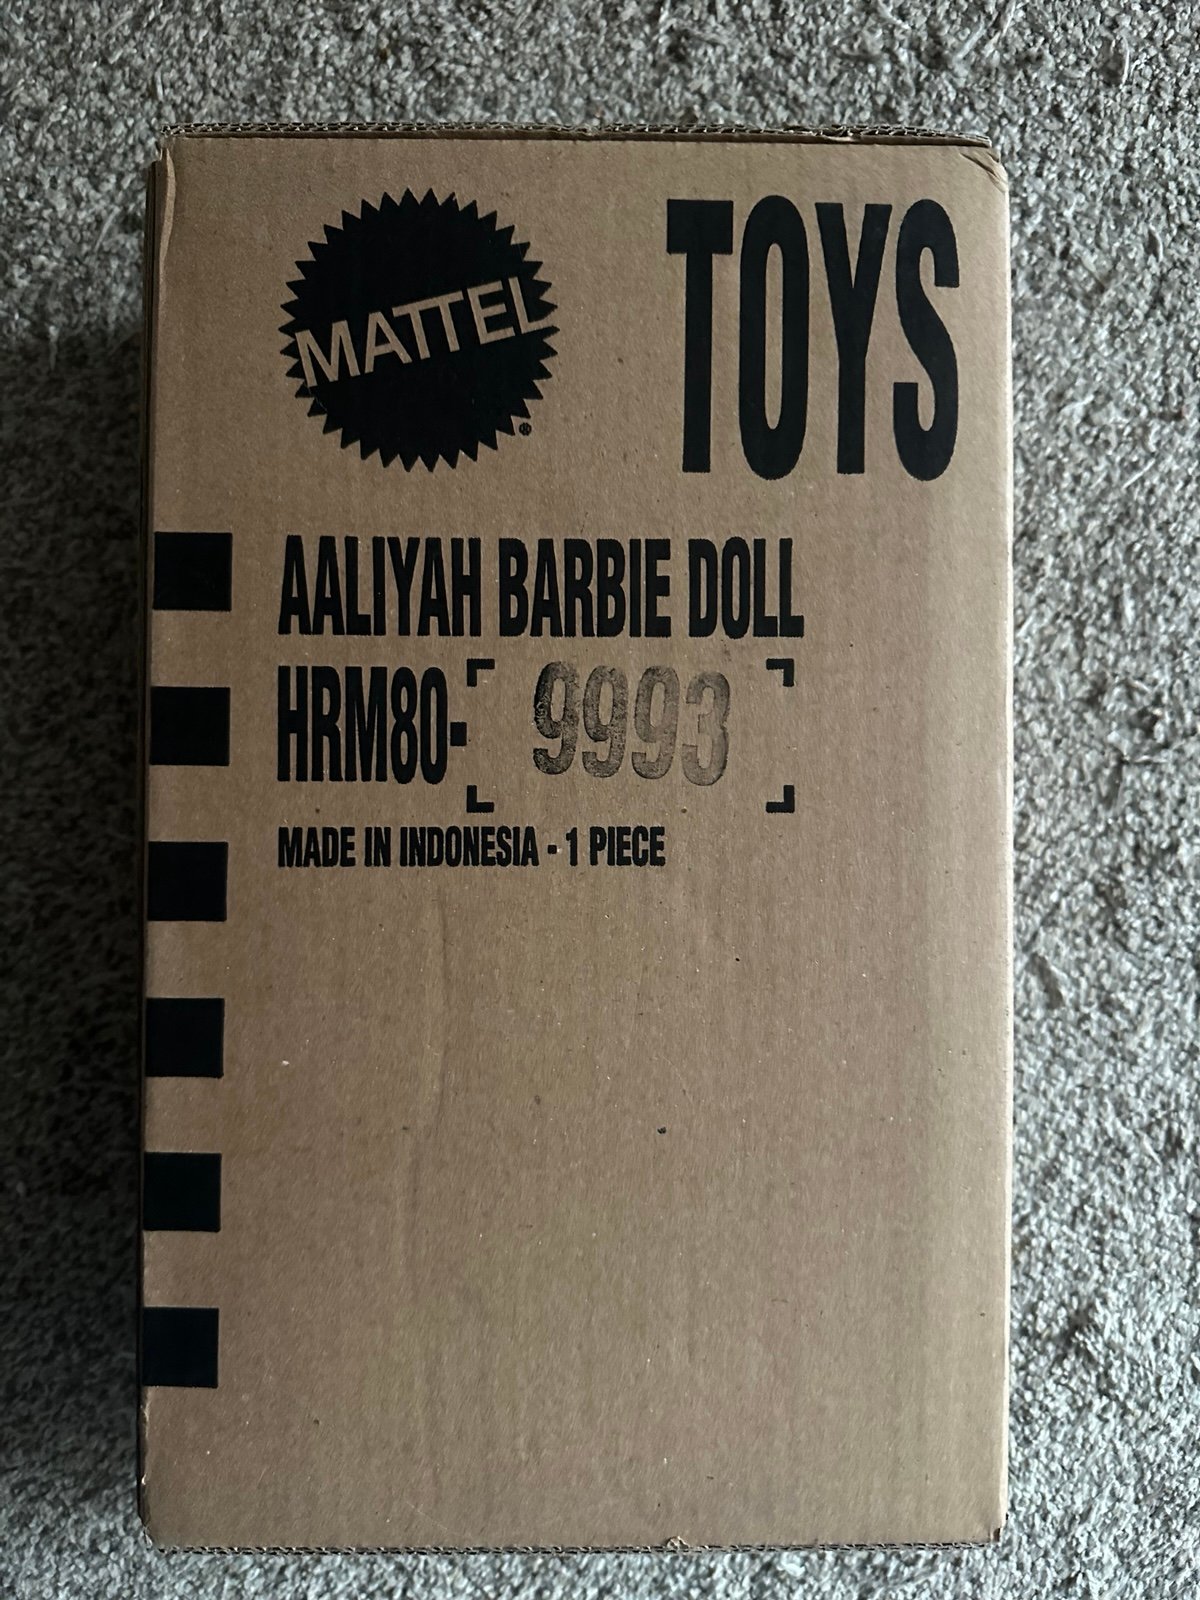 MATTEL®
TOYS
AALIYAH BARBIE DOLL
HRM80- 9993
MADE IN INDONESIA - 1 PIECE